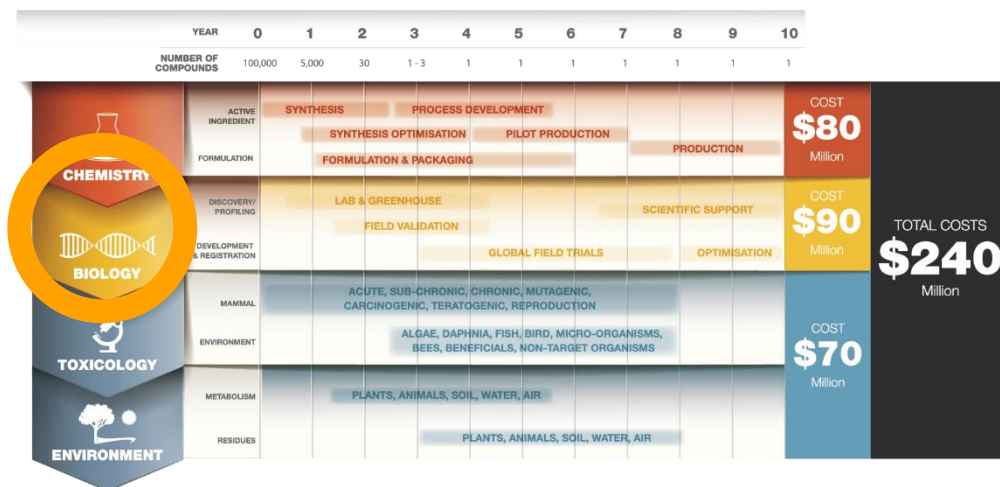 YEAR 0 1 2 3 4 5 6 7 8 9 10
NUMBER OF
COMPOUNDS 100,000 5,000 30 1 - 3 1 1 1 1 1 1 1
CHEMISTRY
ACTIVE
INGREDIENT
SYNTHESIS PROCESS DEVELOPMENT
SYNTHESIS OPTIMISATION PILOT PRODUCTION
PRODUCTION
FORMULATION FORMULATION & PACKAGING
COST
$80
Million
BIOLOGY
DISCOVERY/
PROFILING
LAB & GREENHOUSE SCIENTIFIC SUPPORT
FIELD VALIDATION
DEVELOPMENT
& REGISTRATION
GLOBAL FIELD TRIALS OPTIMISATION
COST
$90
Million
TOXICOLOGY
MAMMAL
ACUTE, SUB-CHRONIC, CHRONIC, MUTAGENIC,
CARCINOGENIC, TERATOGENIC, REPRODUCTION
ENVIRONMENT
ALGAE, DAPHNIA, FISH, BIRD, MICRO-ORGANISMS,
BEES, BENEFICIALS, NON-TARGET ORGANISMS
ENVIRONMENT
METABOLISM PLANTS, ANIMALS, SOIL, WATER, AIR
RESIDUES PLANTS, ANIMALS, SOIL, WATER, AIR
COST
$70
Million
TOTAL COSTS
$240
Million